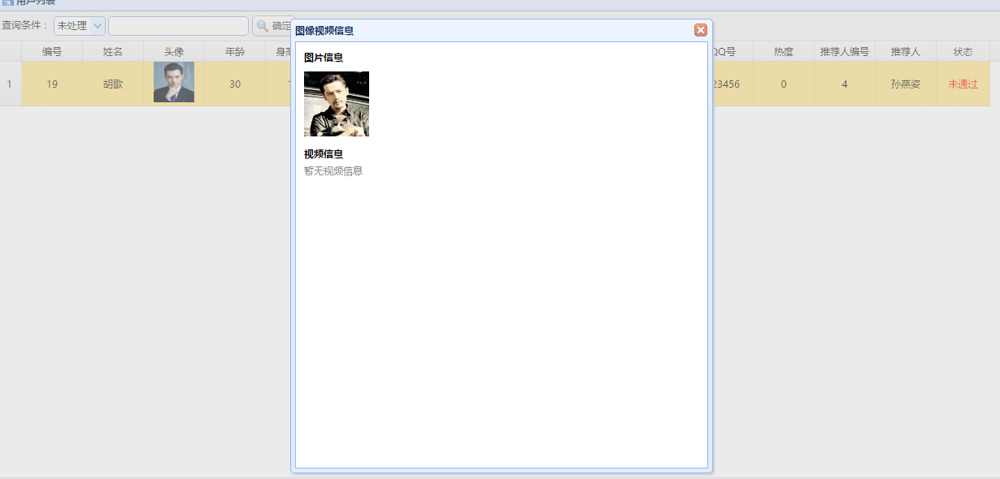 用户列表
查询条件： 未处理 确定
图像视频信息
编号 姓名 头像 年龄 身高 QQ号 热度 推荐人编号 推荐人 状态
1 19 胡歌 30 1 23456 0 4 孙燕姿 未通过
图片信息
视频信息
暂无视频信息